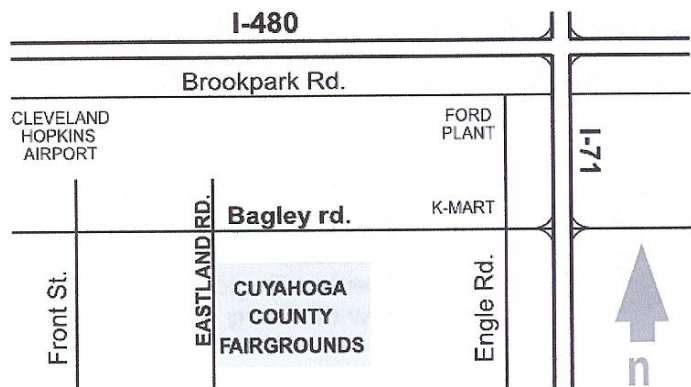 I-480
Brookpark Rd.
CLEVELAND
HOPKINS
AIRPORT
FORD
PLANT
I-71
K-MART
Bagley rd.
EASTLAND RD.
Front St.
CUYAHOGA
COUNTY
FAIRGROUNDS
Engle Rd.
n